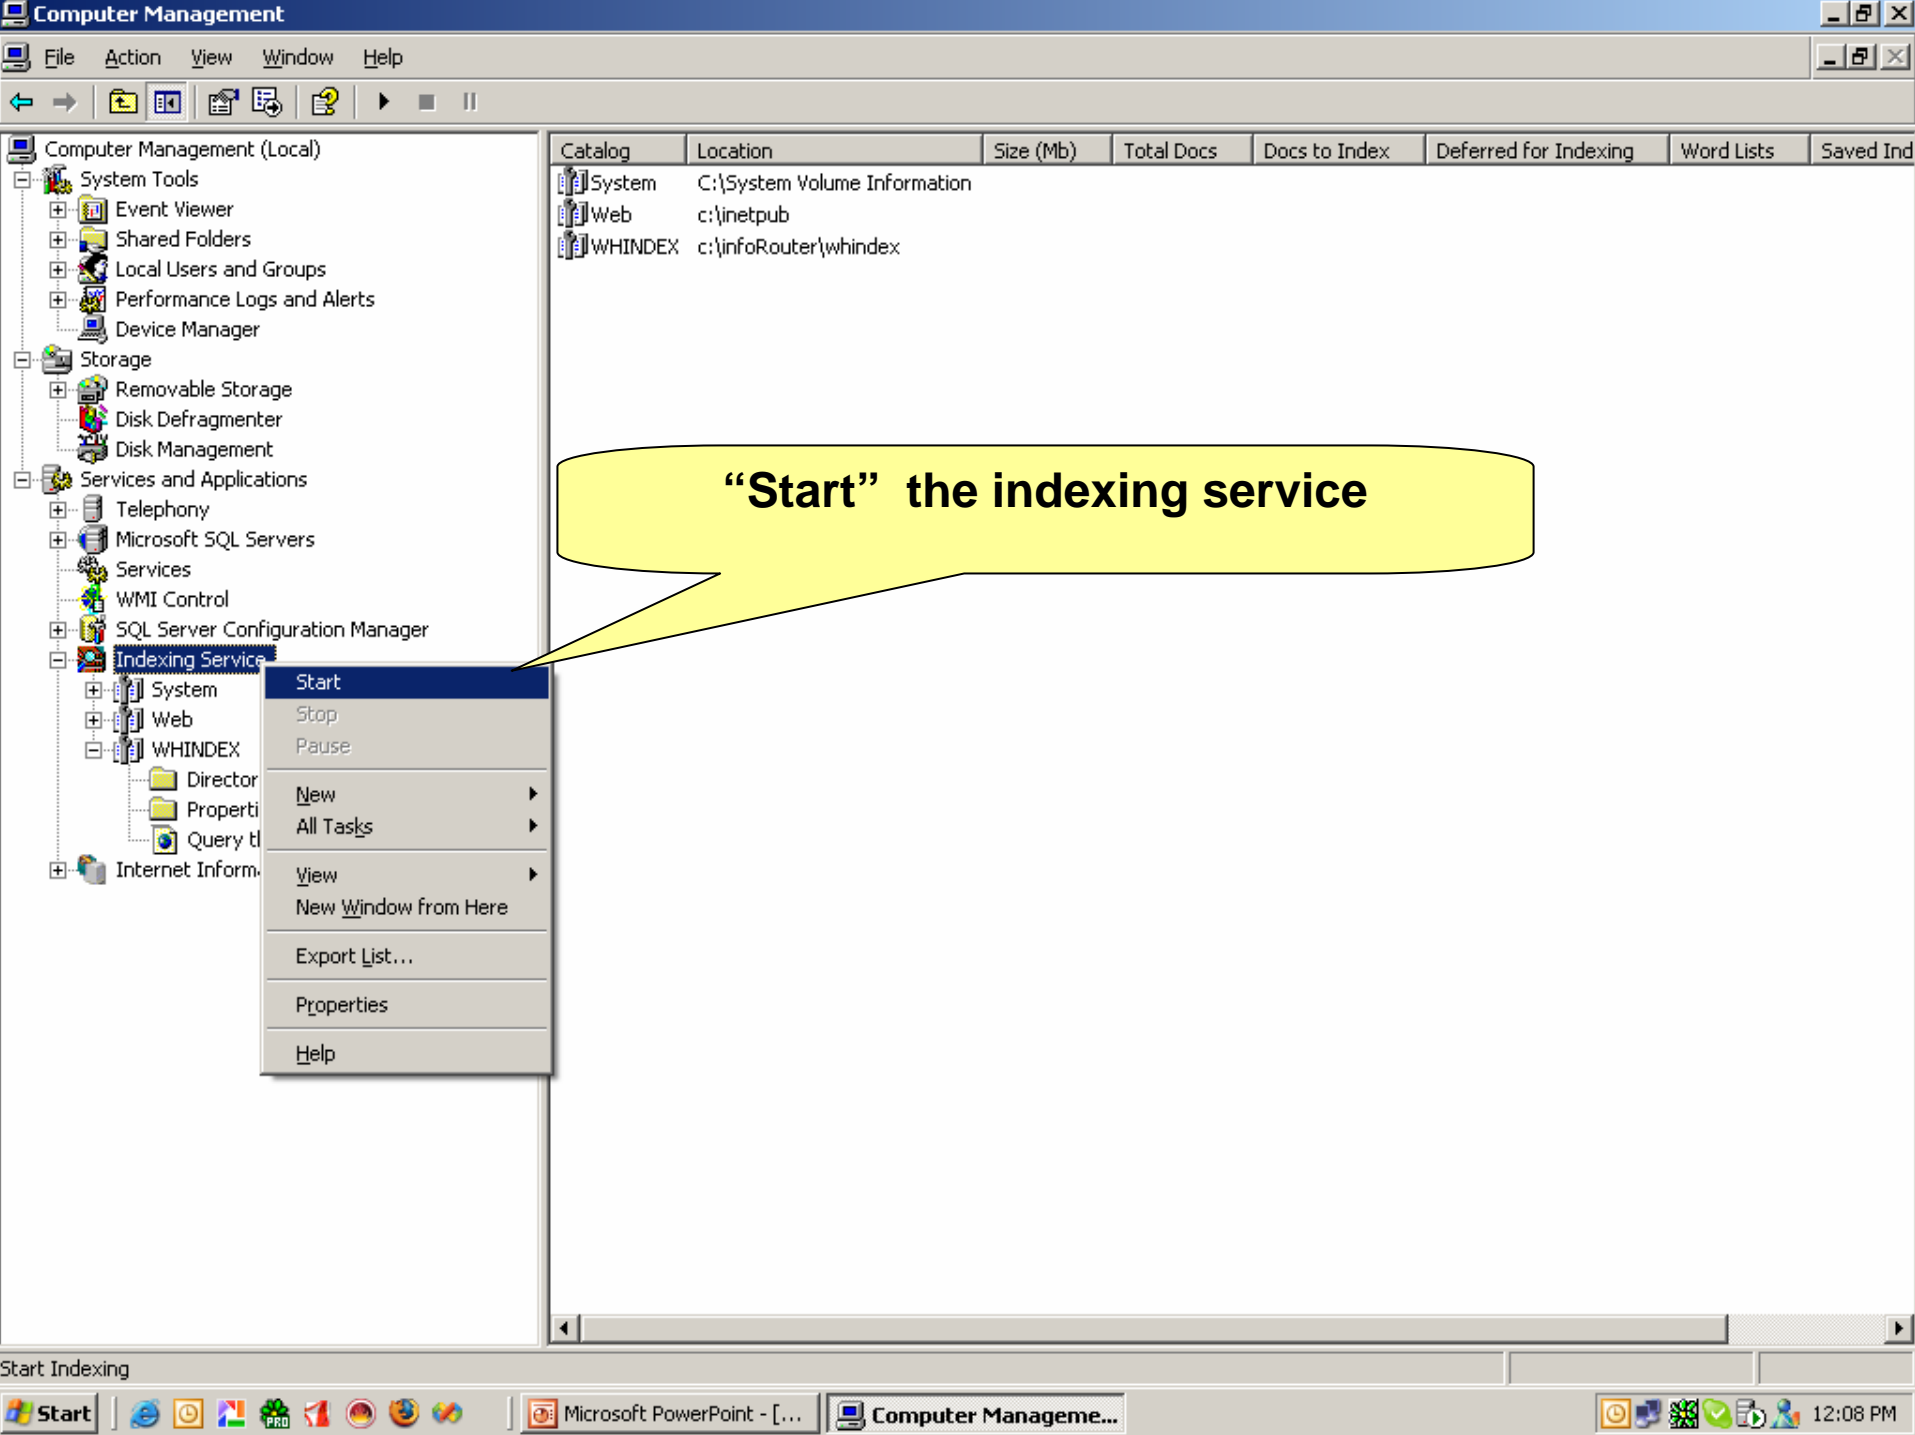 Computer Management
File Action View Window Help
Computer Management (Local)
System Tools
Event Viewer
Shared Folders
Local Users and Groups
Performance Logs and Alerts
Device Manager
Storage
Removable Storage
Disk Defragmenter
Disk Management
Services and Applications
Telephony
Microsoft SQL Servers
Services
WMI Control
SQL Server Configuration Manager
Indexing Service
System
Web
WHINDEX
Director
Properti
Query t
Internet Inform
Start
Stop
Pause
New
All Tasks
View
New Window from Here
Export List...
Properties
Help
Catalog Location Size (Mb) Total Docs Docs to Index Deferred for Indexing Word Lists Saved Ind
System C:\System Volume Information
Web c:\inetpub
WHINDEX c:\infoRouter\whindex
“Start” the indexing service
Start Indexing
Start PRO Microsoft PowerPoint - [... Computer Manageme... 12:08 PM